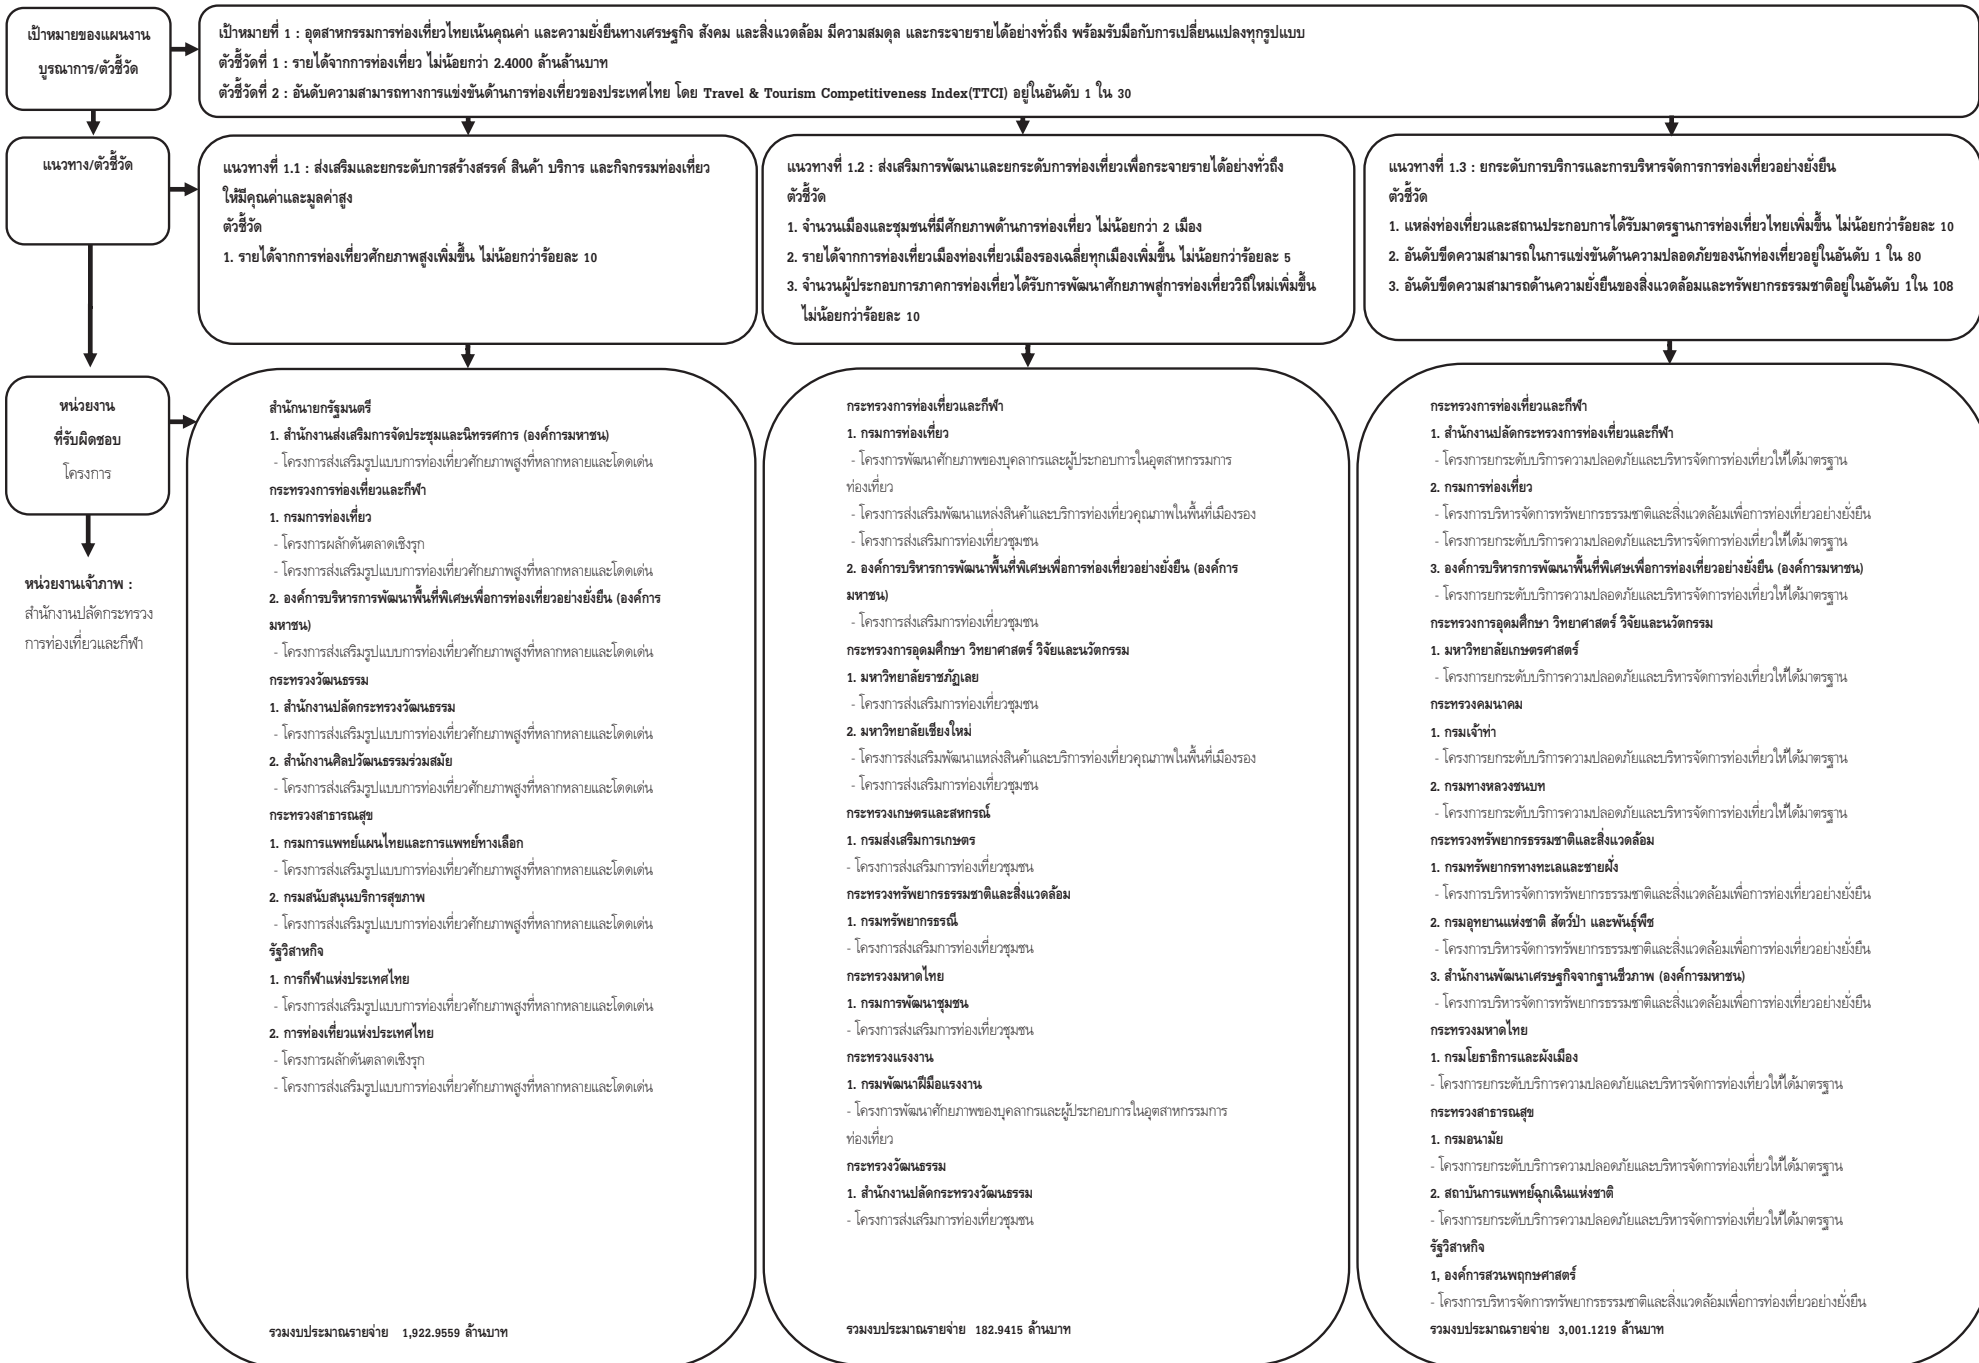 เป้าหมายของแผนงาน
บูรณาการ/ตัวชี้วัด
เป้าหมายที่ 1 : อุตสาหกรรมการท่องเที่ยวไทยเน้นคุณค่า และความยั่งยืนทางเศรษฐกิจ สังคม และสิ่งแวดล้อม มีความสมดุล และกระจายรายได้อย่างทั่วถึง พร้อมรับมือกับการเปลี่ยนแปลงทุกรูปแบบ
ตัวชี้วัดที่ 1 : รายได้จากการท่องเที่ยว ไม่น้อยกว่า 2.4000 ล้านล้านบาท
ตัวชี้วัดที่ 2 : อันดับความสามารถทางการแข่งขันด้านการท่องเที่ยวของประเทศไทย โดย Travel & Tourism Competitiveness Index(TTCI) อยู่ในอันดับ 1 ใน 30
แนวทาง/ตัวชี้วัด
แนวทางที่ 1.1 : ส่งเสริมและยกระดับการสร้างสรรค์ สินค้า บริการ และกิจกรรมท่องเที่ยว
ให้มีคุณค่าและมูลค่าสูง
ตัวชี้วัด
1. รายได้จากการท่องเที่ยวศักยภาพสูงเพิ่มขึ้น ไม่น้อยกว่าร้อยละ 10
แนวทางที่ 1.2 : ส่งเสริมการพัฒนาและยกระดับการท่องเที่ยวเพื่อกระจายรายได้อย่างทั่วถึง
ตัวชี้วัด
1. จำนวนเมืองและชุมชนที่มีศักยภาพด้านการท่องเที่ยว ไม่น้อยกว่า 2 เมือง
2. รายได้จากการท่องเที่ยวเมืองท่องเที่ยวเมืองรองเฉลี่ยทุกเมืองเพิ่มขึ้น ไม่น้อยกว่าร้อยละ 5
3. จำนวนผู้ประกอบการภาคการท่องเที่ยวได้รับการพัฒนาศักยภาพสู่การท่องเที่ยววิถีใหม่เพิ่มขึ้น
ไม่น้อยกว่าร้อยละ 10
แนวทางที่ 1.3 : ยกระดับการบริการและการบริหารจัดการการท่องเที่ยวอย่างยั่งยืน
ตัวชี้วัด
1. แหล่งท่องเที่ยวและสถานประกอบการได้รับมาตรฐานการท่องเที่ยวไทยเพิ่มขึ้น ไม่น้อยกว่าร้อยละ 10
2. อันดับขีดความสามารถในการแข่งขันด้านความปลอดภัยของนักท่องเที่ยวอยู่ในอันดับ 1 ใน 80
3. อันดับขีดความสามารถด้านความยั่งยืนของสิ่งแวดล้อมและทรัพยากรธรรมชาติอยู่ในอันดับ 1ใน 108
หน่วยงาน
ที่รับผิดชอบ
โครงการ
หน่วยงานเจ้าภาพ :
สำนักงานปลัดกระทรวง
การท่องเที่ยวและกีฬา
สำนักนายกรัฐมนตรี
1. สำนักงานส่งเสริมการจัดประชุมและนิทรรศการ (องค์การมหาชน)
- โครงการส่งเสริมรูปแบบการท่องเที่ยวศักยภาพสูงที่หลากหลายและโดดเด่น
กระทรวงการท่องเที่ยวและกีฬา
1. กรมการท่องเที่ยว
- โครงการผลักดันตลาดเชิงรุก
- โครงการส่งเสริมรูปแบบการท่องเที่ยวศักยภาพสูงที่หลากหลายและโดดเด่น
2. องค์การบริหารการพัฒนาพื้นที่พิเศษเพื่อการท่องเที่ยวอย่างยั่งยืน (องค์การ
มหาชน)
- โครงการส่งเสริมรูปแบบการท่องเที่ยวศักยภาพสูงที่หลากหลายและโดดเด่น
กระทรวงวัฒนธรรม
1. สำนักงานปลัดกระทรวงวัฒนธรรม
- โครงการส่งเสริมรูปแบบการท่องเที่ยวศักยภาพสูงที่หลากหลายและโดดเด่น
2. สำนักงานศิลปวัฒนธรรมร่วมสมัย
- โครงการส่งเสริมรูปแบบการท่องเที่ยวศักยภาพสูงที่หลากหลายและโดดเด่น
กระทรวงสาธารณสุข
1. กรมการแพทย์แผนไทยและการแพทย์ทางเลือก
- โครงการส่งเสริมรูปแบบการท่องเที่ยวศักยภาพสูงที่หลากหลายและโดดเด่น
2. กรมสนับสนุนบริการสุขภาพ
- โครงการส่งเสริมรูปแบบการท่องเที่ยวศักยภาพสูงที่หลากหลายและโดดเด่น
รัฐวิสาหกิจ
1. การกีฬาแห่งประเทศไทย
- โครงการส่งเสริมรูปแบบการท่องเที่ยวศักยภาพสูงที่หลากหลายและโดดเด่น
2. การท่องเที่ยวแห่งประเทศไทย
- โครงการผลักดันตลาดเชิงรุก
- โครงการส่งเสริมรูปแบบการท่องเที่ยวศักยภาพสูงที่หลากหลายและโดดเด่น
รวมงบประมาณรายจ่าย 1,922.9559 ล้านบาท
กระทรวงการท่องเที่ยวและกีฬา
1. กรมการท่องเที่ยว
- โครงการพัฒนาศักยภาพของบุคลากรและผู้ประกอบการในอุตสาหกรรมการ
ท่องเที่ยว
- โครงการส่งเสริมพัฒนาแหล่งสินค้าและบริการท่องเที่ยวคุณภาพในพื้นที่เมืองรอง
- โครงการส่งเสริมการท่องเที่ยวชุมชน
2. องค์การบริหารการพัฒนาพื้นที่พิเศษเพื่อการท่องเที่ยวอย่างยั่งยืน (องค์การ
มหาชน)
- โครงการส่งเสริมการท่องเที่ยวชุมชน
กระทรวงการอุดมศึกษา วิทยาศาสตร์ วิจัยและนวัตกรรม
1. มหาวิทยาลัยราชภัฏเลย
- โครงการส่งเสริมการท่องเที่ยวชุมชน
2. มหาวิทยาลัยเชียงใหม่
- โครงการส่งเสริมพัฒนาแหล่งสินค้าและบริการท่องเที่ยวคุณภาพในพื้นที่เมืองรอง
- โครงการส่งเสริมการท่องเที่ยวชุมชน
กระทรวงเกษตรและสหกรณ์
1. กรมส่งเสริมการเกษตร
- โครงการส่งเสริมการท่องเที่ยวชุมชน
กระทรวงทรัพยากรธรรมชาติและสิ่งแวดล้อม
1. กรมทรัพยากรธรณี
- โครงการส่งเสริมการท่องเที่ยวชุมชน
กระทรวงมหาดไทย
1. กรมการพัฒนาชุมชน
- โครงการส่งเสริมการท่องเที่ยวชุมชน
กระทรวงแรงงาน
1. กรมพัฒนาฝีมือแรงงาน
- โครงการพัฒนาศักยภาพของบุคลากรและผู้ประกอบการในอุตสาหกรรมการ
ท่องเที่ยว
กระทรวงวัฒนธรรม
1. สำนักงานปลัดกระทรวงวัฒนธรรม
- โครงการส่งเสริมการท่องเที่ยวชุมชน
รวมงบประมาณรายจ่าย 182.9415 ล้านบาท
กระทรวงการท่องเที่ยวและกีฬา
1. สำนักงานปลัดกระทรวงการท่องเที่ยวและกีฬา
- โครงการยกระดับบริการความปลอดภัยและบริหารจัดการท่องเที่ยวให้ได้มาตรฐาน
2. กรมการท่องเที่ยว
- โครงการบริหารจัดการทรัพยากรธรรมชาติและสิ่งแวดล้อมเพื่อการท่องเที่ยวอย่างยั่งยืน
- โครงการยกระดับบริการความปลอดภัยและบริหารจัดการท่องเที่ยวให้ได้มาตรฐาน
3. องค์การบริหารการพัฒนาพื้นที่พิเศษเพื่อการท่องเที่ยวอย่างยั่งยืน (องค์การมหาชน)
- โครงการยกระดับบริการความปลอดภัยและบริหารจัดการท่องเที่ยวให้ได้มาตรฐาน
กระทรวงการอุดมศึกษา วิทยาศาสตร์ วิจัยและนวัตกรรม
1. มหาวิทยาลัยเกษตรศาสตร์
- โครงการยกระดับบริการความปลอดภัยและบริหารจัดการท่องเที่ยวให้ได้มาตรฐาน
กระทรวงคมนาคม
1. กรมเจ้าท่า
- โครงการยกระดับบริการความปลอดภัยและบริหารจัดการท่องเที่ยวให้ได้มาตรฐาน
2. กรมทางหลวงชนบท
- โครงการยกระดับบริการความปลอดภัยและบริหารจัดการท่องเที่ยวให้ได้มาตรฐาน
กระทรวงทรัพยากรธรรมชาติและสิ่งแวดล้อม
1. กรมทรัพยากรทางทะเลและชายฝั่ง
- โครงการบริหารจัดการทรัพยากรธรรมชาติและสิ่งแวดล้อมเพื่อการท่องเที่ยวอย่างยั่งยืน
2. กรมอุทยานแห่งชาติ สัตว์ป่า และพันธุ์พืช
- โครงการบริหารจัดการทรัพยากรธรรมชาติและสิ่งแวดล้อมเพื่อการท่องเที่ยวอย่างยั่งยืน
3. สำนักงานพัฒนาเศรษฐกิจจากฐานชีวภาพ (องค์การมหาชน)
- โครงการบริหารจัดการทรัพยากรธรรมชาติและสิ่งแวดล้อมเพื่อการท่องเที่ยวอย่างยั่งยืน
กระทรวงมหาดไทย
1. กรมโยธาธิการและผังเมือง
- โครงการยกระดับบริการความปลอดภัยและบริหารจัดการท่องเที่ยวให้ได้มาตรฐาน
กระทรวงสาธารณสุข
1. กรมอนามัย
- โครงการยกระดับบริการความปลอดภัยและบริหารจัดการท่องเที่ยวให้ได้มาตรฐาน
2. สถาบันการแพทย์ฉุกเฉินแห่งชาติ
- โครงการยกระดับบริการความปลอดภัยและบริหารจัดการท่องเที่ยวให้ได้มาตรฐาน
รัฐวิสาหกิจ
1, องค์การสวนพฤกษศาสตร์
- โครงการบริหารจัดการทรัพยากรธรรมชาติและสิ่งแวดล้อมเพื่อการท่องเที่ยวอย่างยั่งยืน
รวมงบประมาณรายจ่าย 3,001.1219 ล้านบาท